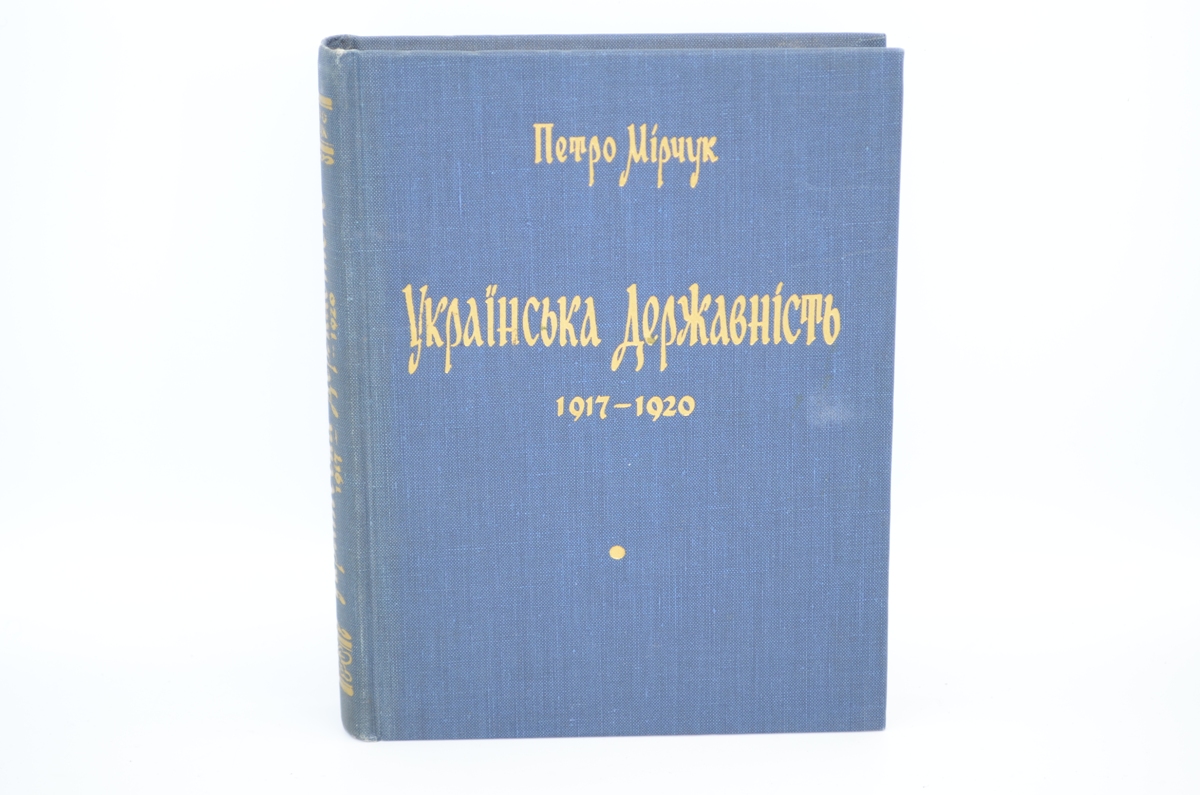 Петро Мірчук
Українська Державність
1917–1920